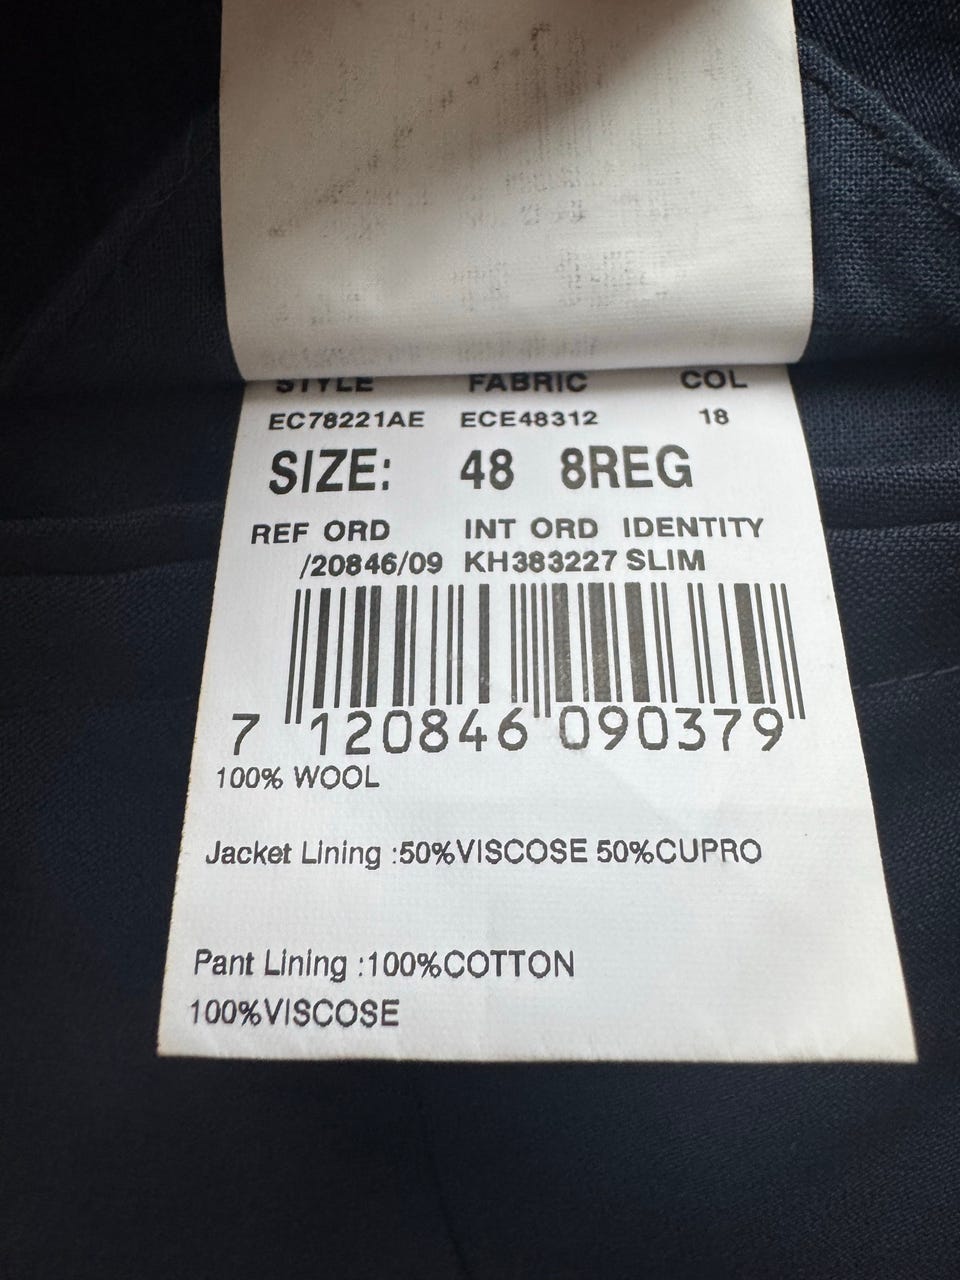 STYLE FABRIC COL
EC78221AE ECE48312 18
SIZE: 48 8REG
REF ORD INT ORD IDENTITY
/20846/09 KH383227 SLIM
7 120846 090379
100% WOOL
Jacket Lining :50%VISCOSE 50%CUPRO
Pant Lining :100%COTTON
100%VISCOSE